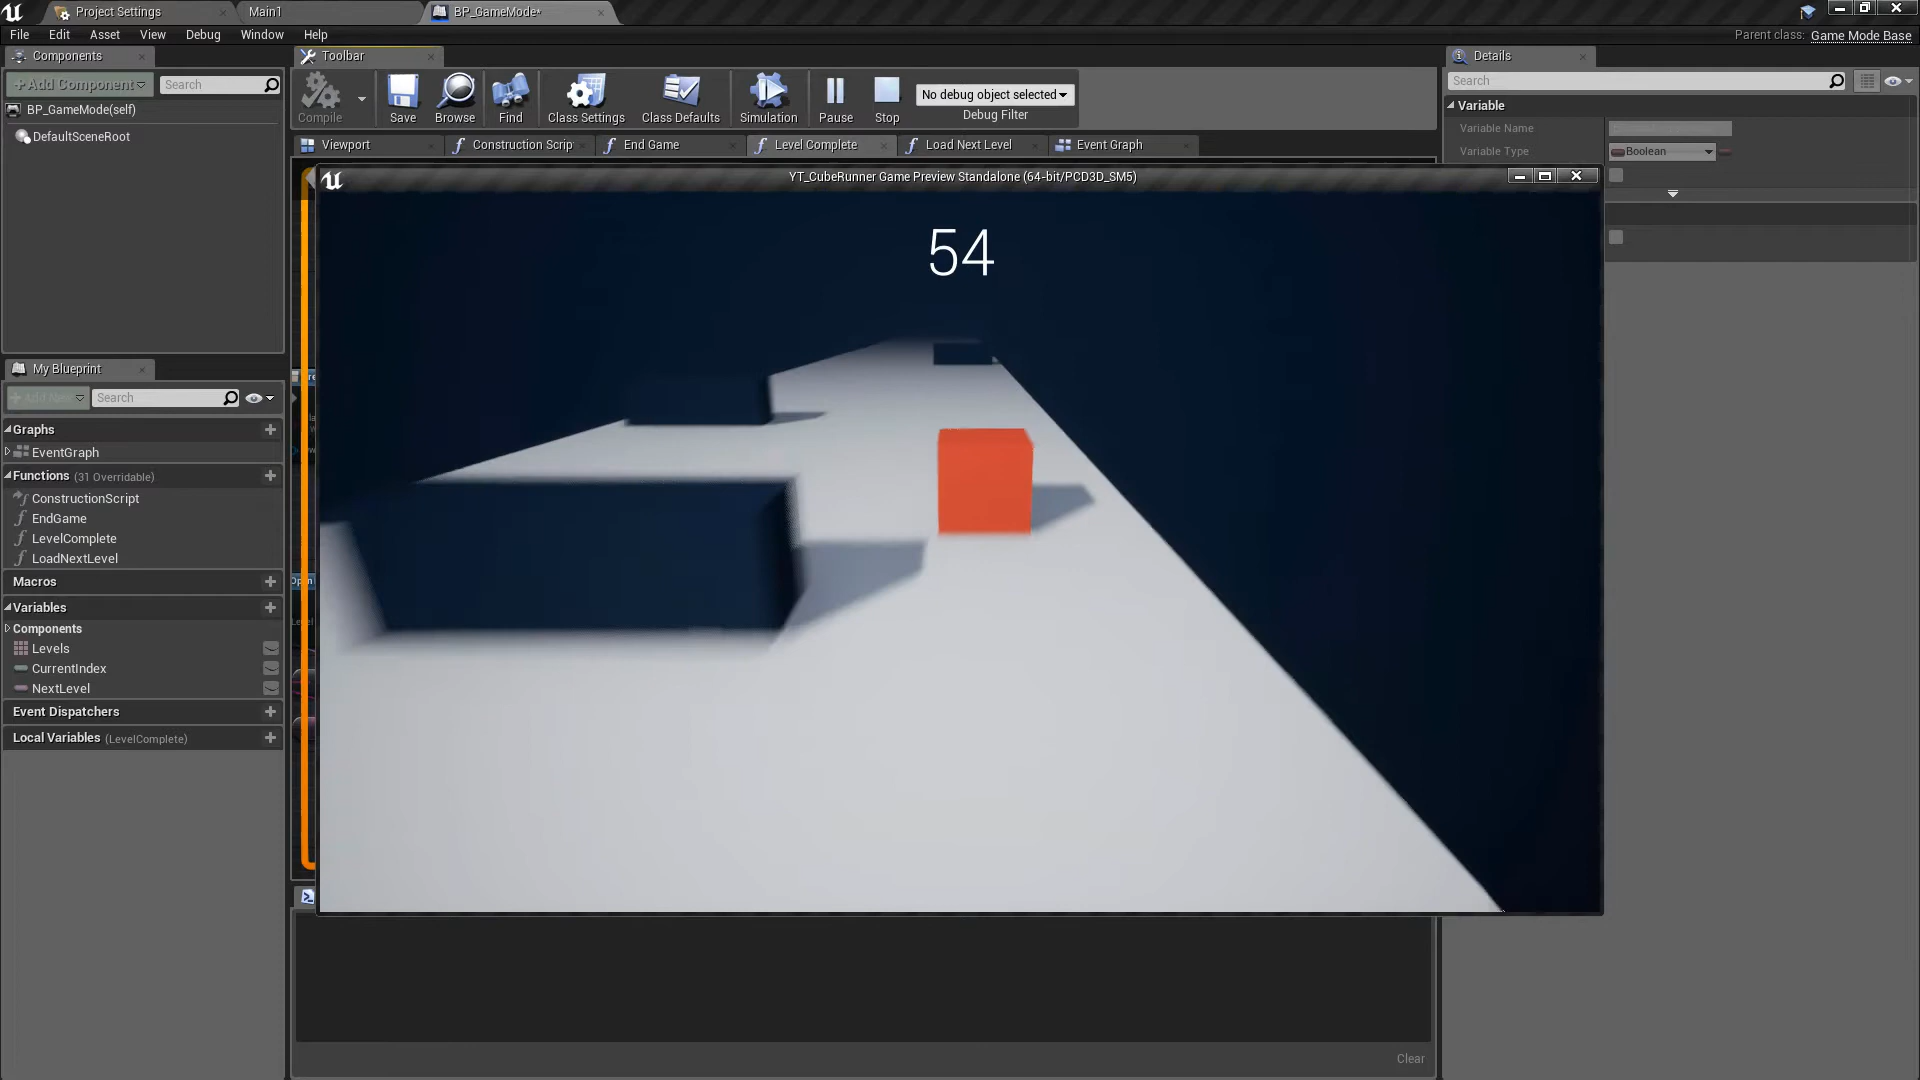 Project Settings
Main1
BP_GameMode*
File Edit Asset View Debug Window Help
Parent class: Game Mode Base
Components
Toolbar
Details
+Add Component
Search
Search
Compile
Save
Browse
Find
Class Settings
Class Defaults
Simulation
Pause
Stop
No debug object selected
Debug Filter
BP_GameMode(self)
DefaultSceneRoot
Variable
Variable Name
Variable Type
Boolean
Viewport
Construction Scrip
End Game
Level Complete
Load Next Level
Event Graph
YT_CubeRunner Game Preview Standalone (64-bit/PCD3D_SM5)
54
My Blueprint
+Add New
Search
Graphs
EventGraph
Functions (31 Overridable)
ConstructionScript
EndGame
LevelComplete
LoadNextLevel
Macros
Variables
Components
Levels
CurrentIndex
NextLevel
Event Dispatchers
Local Variables (LevelComplete)
Clear